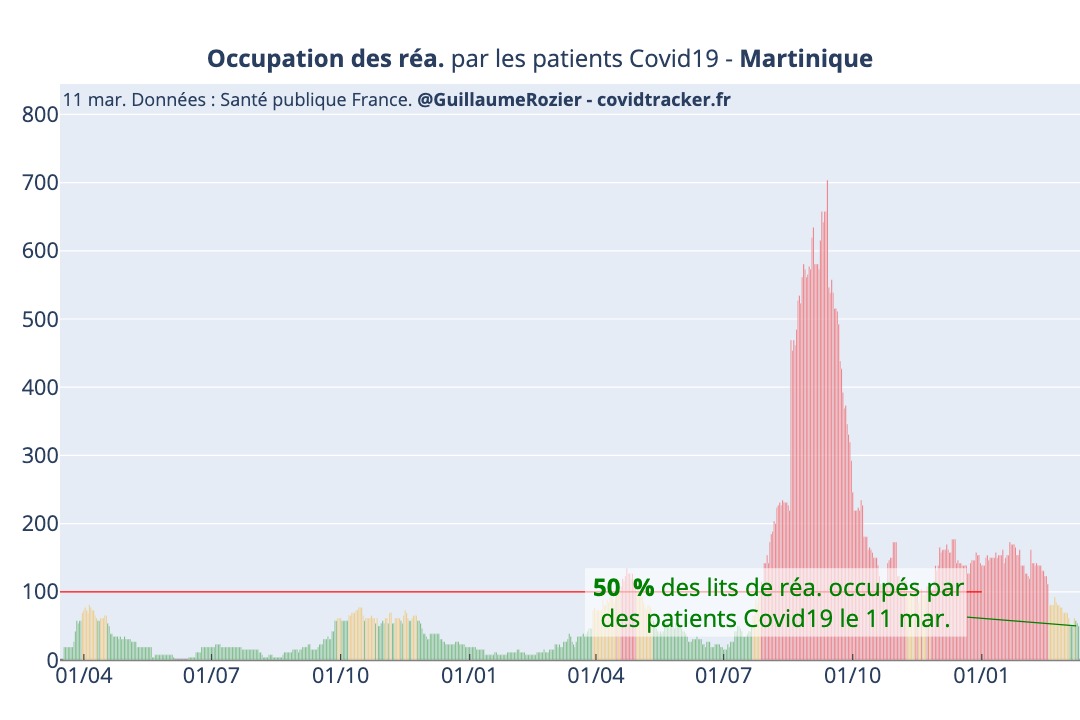 Occupation des réa. par les patients Covid19 - Martinique
11 mar. Données : Santé publique France. @GuillaumeRozier - covidtracker.fr
800
700
600
500
400
300
200
100
0
50 % des lits de réa. occupés par
des patients Covid19 le 11 mar.
01/04 01/07 01/10 01/01 01/04 01/07 01/10 01/01